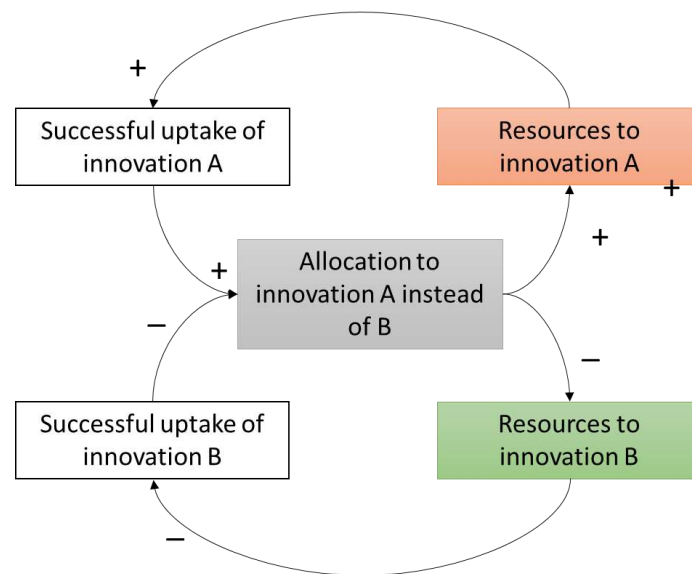 +
Successful uptake of
innovation A
Resources to
innovation A
+
+
+
Allocation to
innovation A instead
of B
–
–
Successful uptake of
innovation B
Resources to
innovation B
–